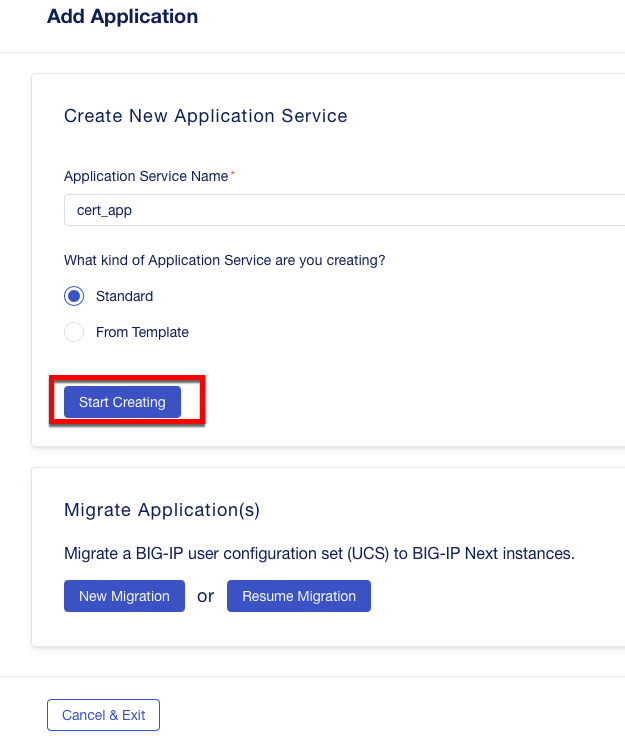 Add Application
Create New Application Service
Application Service Name*
cert_app
What kind of Application Service are you creating?
Standard
From Template
Start Creating
Migrate Application(s)
Migrate a BIG-IP user configuration set (UCS) to BIG-IP Next instances.
New Migration or Resume Migration
Cancel & Exit